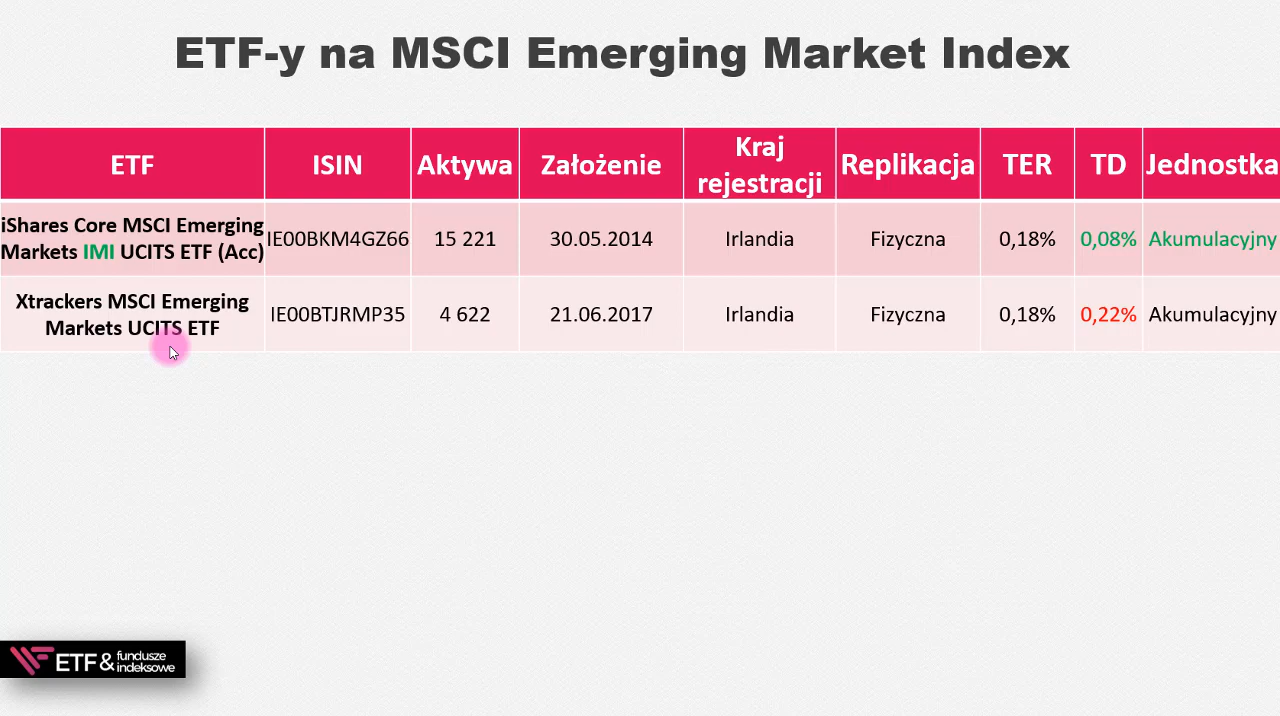 ETF-y na MSCI Emerging Market Index
ETF ISIN Aktywa Założenie Kraj rejestracji Replikacja TER TD Jednostka
iShares Core MSCI Emerging
Markets IMI UCITS ETF (Acc)
IE00BKM4GZ66 15 221 30.05.2014 Irlandia Fizyczna 0,18% 0,08% Akumulacyjny
Xtrackers MSCI Emerging
Markets UCITS ETF
IE00BTJRMP35 4 622 21.06.2017 Irlandia Fizyczna 0,18% 0,22% Akumulacyjny
ETF & fundusze
indeksowe